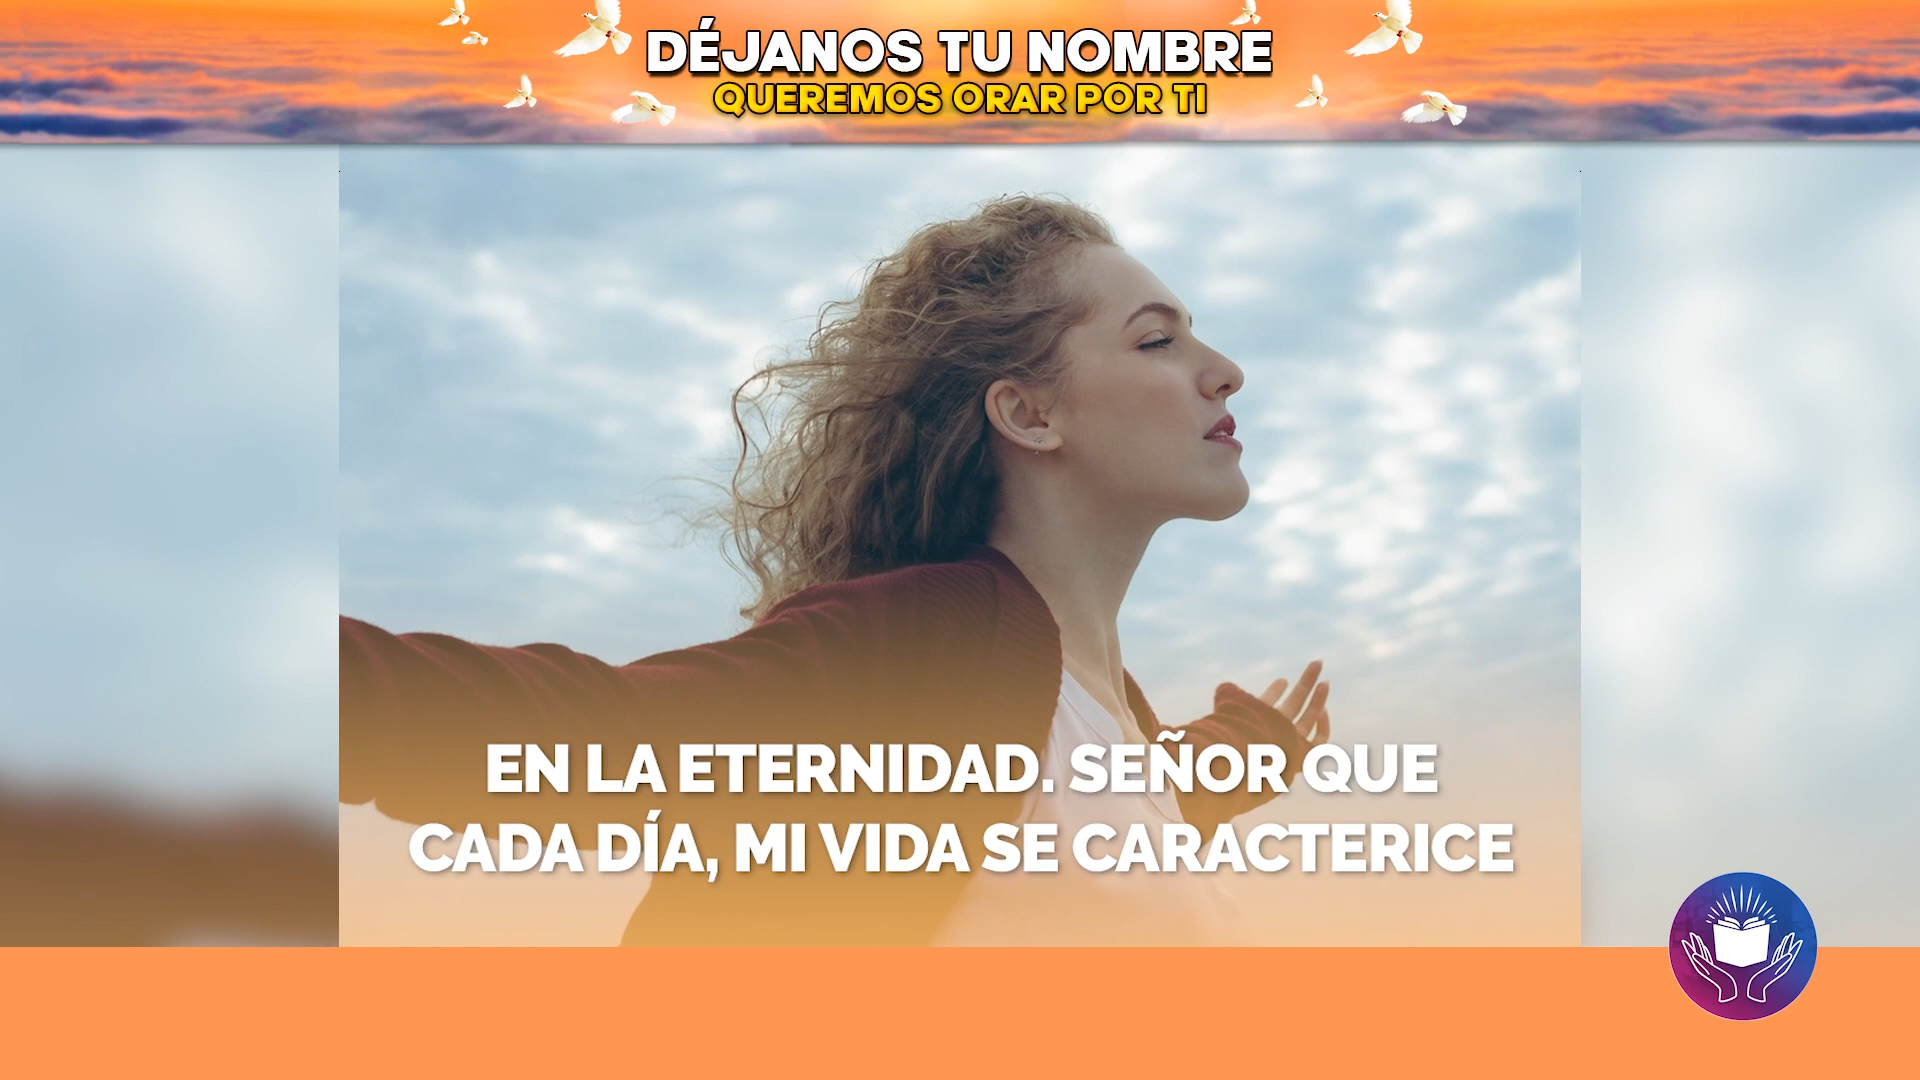 DÉJANOS TU NOMBRE
QUEREMOS ORAR POR TI
EN LA ETERNIDAD. SEÑOR QUE
CADA DÍA, MI VIDA SE CARACTERICE